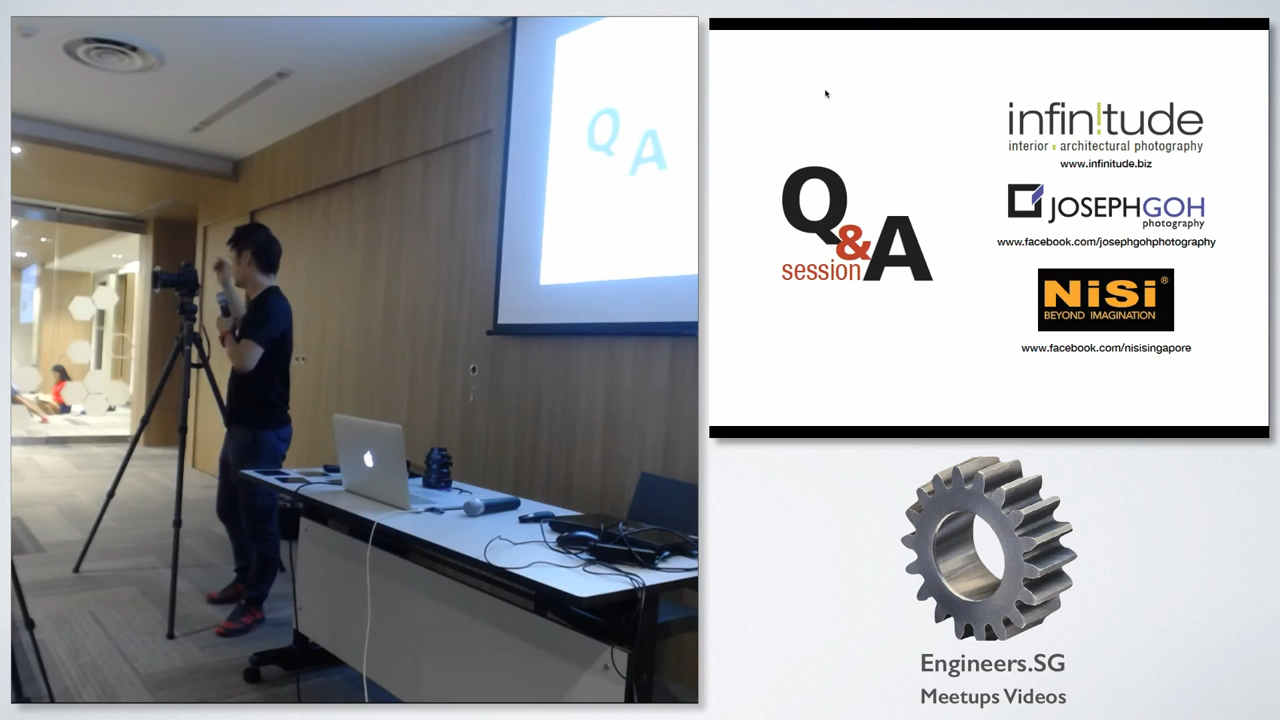 Q A
Q
&
A
session
infin!tude
interior architectural photography
www.infinitude.biz
JOSEPHGOH
photography
www.facebook.com/josephgohphotography
NiSi®
BEYOND IMAGINATION
www.facebook.com/nisisingapore
Engineers.SG
Meetups Videos